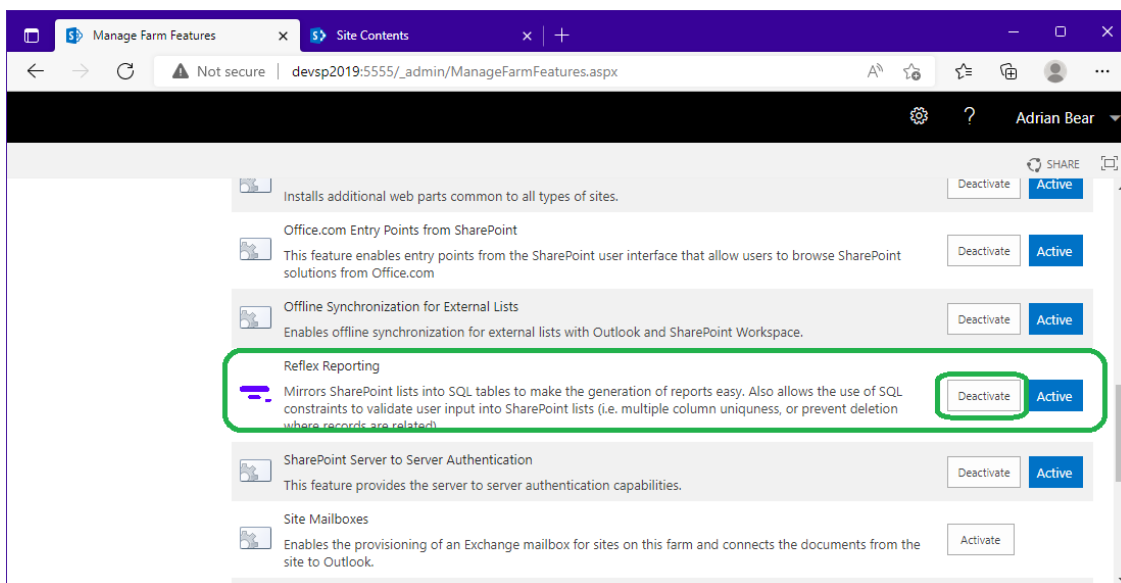 Manage Farm Features
Site Contents
Not secure
devsp2019:5555/_admin/ManageFarmFeatures.aspx
Adrian Bear
SHARE
Installs additional web parts common to all types of sites.
Deactivate
Active
Office.com Entry Points from SharePoint
This feature enables entry points from the SharePoint user interface that allow users to browse SharePoint
solutions from Office.com
Deactivate
Active
Offline Synchronization for External Lists
Enables offline synchronization for external lists with Outlook and SharePoint Workspace.
Deactivate
Active
Reflex Reporting
Mirrors SharePoint lists into SQL tables to make the generation of reports easy. Also allows the use of SQL
constraints to validate user input into SharePoint lists (i.e. multiple column uniquness, or prevent deletion
where records are related)
Deactivate
Active
SharePoint Server to Server Authentication
This feature provides the server to server authentication capabilities.
Deactivate
Active
Site Mailboxes
Enables the provisioning of an Exchange mailbox for sites on this farm and connects the documents from the
site to Outlook.
Activate